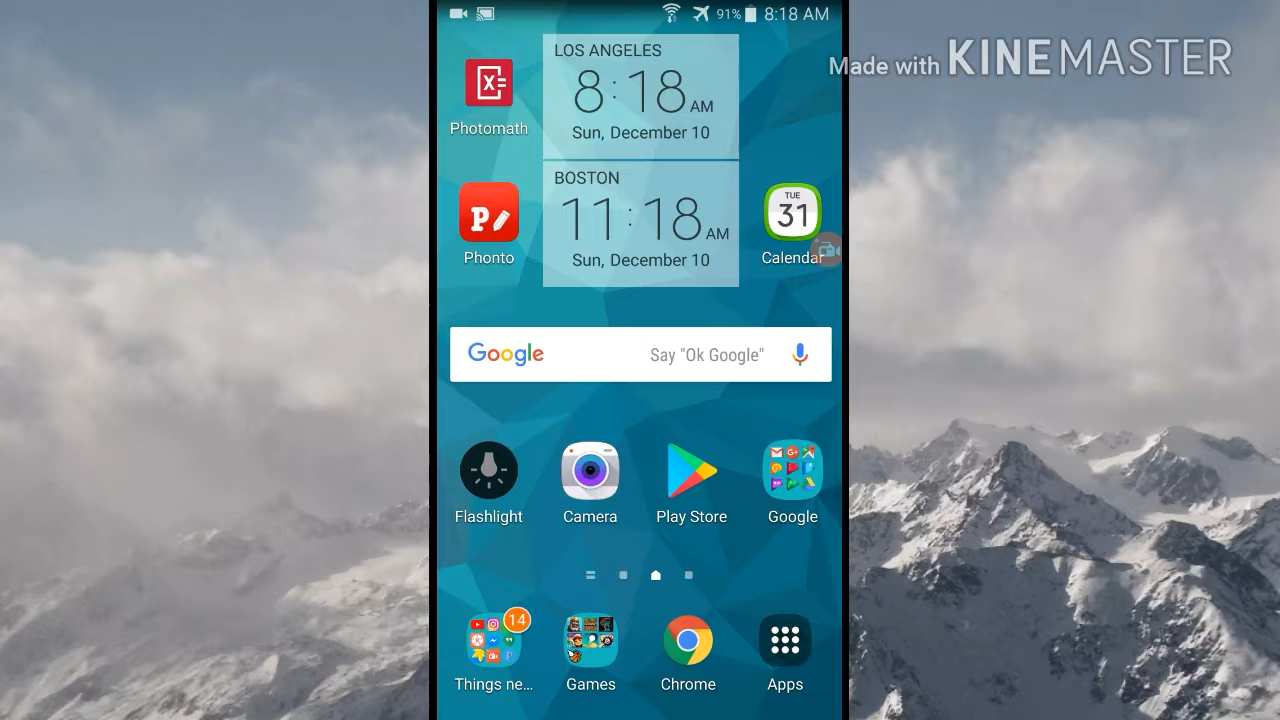 91% 8:18 AM
Made with KINEMASTER
LOS ANGELES
8:18 AM
Sun, December 10
Photomath
BOSTON
11:18 AM
Sun, December 10
Phonto
TUE
31
Calendar
Google Say "Ok Google"
Flashlight Camera Play Store Google
14
Things ne... Games Chrome Apps